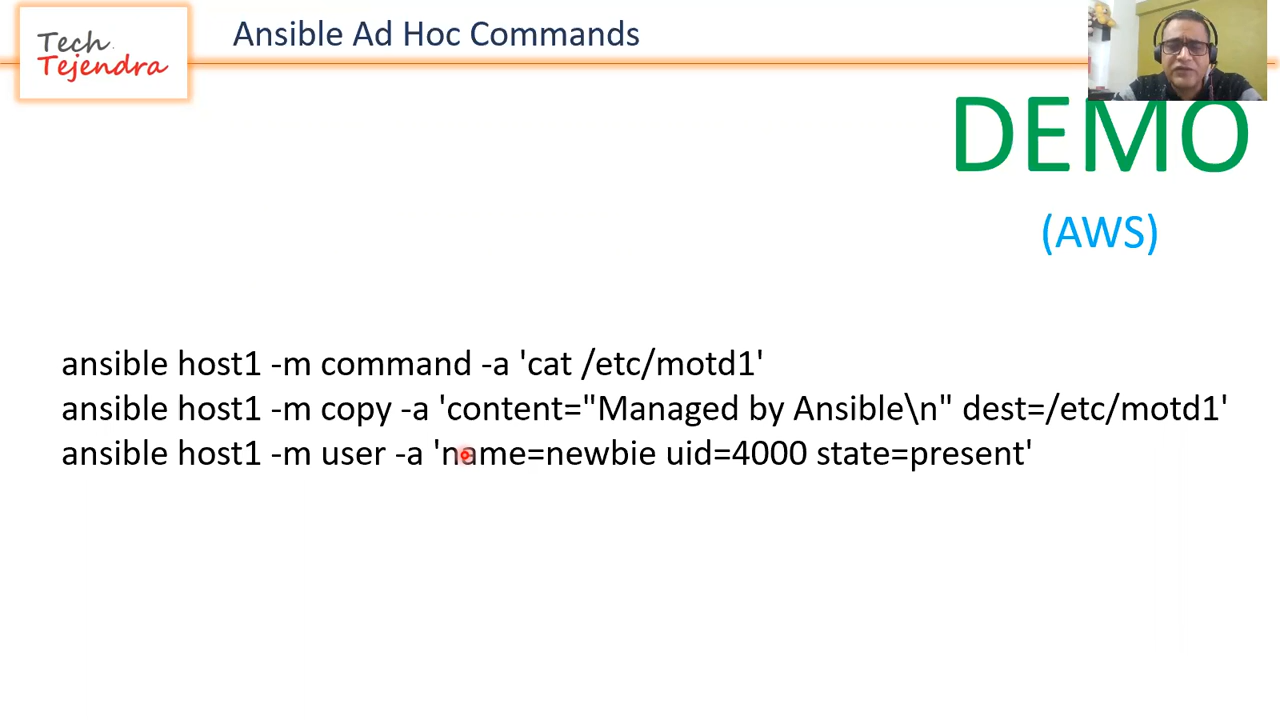 Tech
Tejendra
Ansible Ad Hoc Commands
DEMO
(AWS)
ansible host1 -m command -a 'cat /etc/motd1'
ansible host1 -m copy -a 'content="Managed by Ansible\n" dest=/etc/motd1'
ansible host1 -m user -a 'name=newbie uid=4000 state=present'